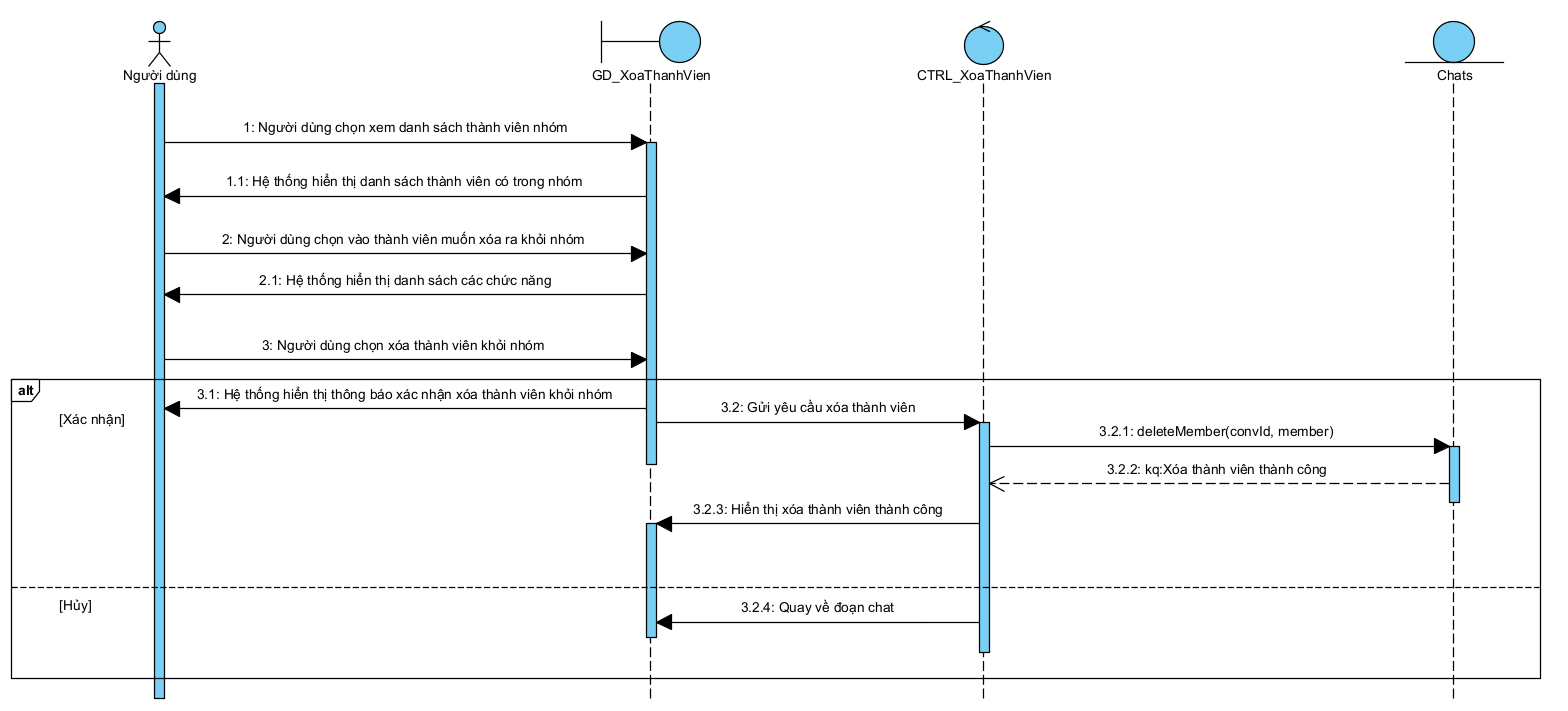 Người dùng
GD_XoaThanhVien
CTRL_XoaThanhVien
Chats
1: Người dùng chọn xem danh sách thành viên nhóm
1.1: Hệ thống hiển thị danh sách thành viên có trong nhóm
2: Người dùng chọn vào thành viên muốn xóa ra khỏi nhóm
2.1: Hệ thống hiển thị danh sách các chức năng
3: Người dùng chọn xóa thành viên khỏi nhóm
alt
3.1: Hệ thống hiển thị thông báo xác nhận xóa thành viên khỏi nhóm
[Xác nhận]
3.2: Gửi yêu cầu xóa thành viên
3.2.1: deleteMember(convId, member)
3.2.2: kq:Xóa thành viên thành công
3.2.3: Hiển thị xóa thành viên thành công
[Hủy]
3.2.4: Quay về đoạn chat